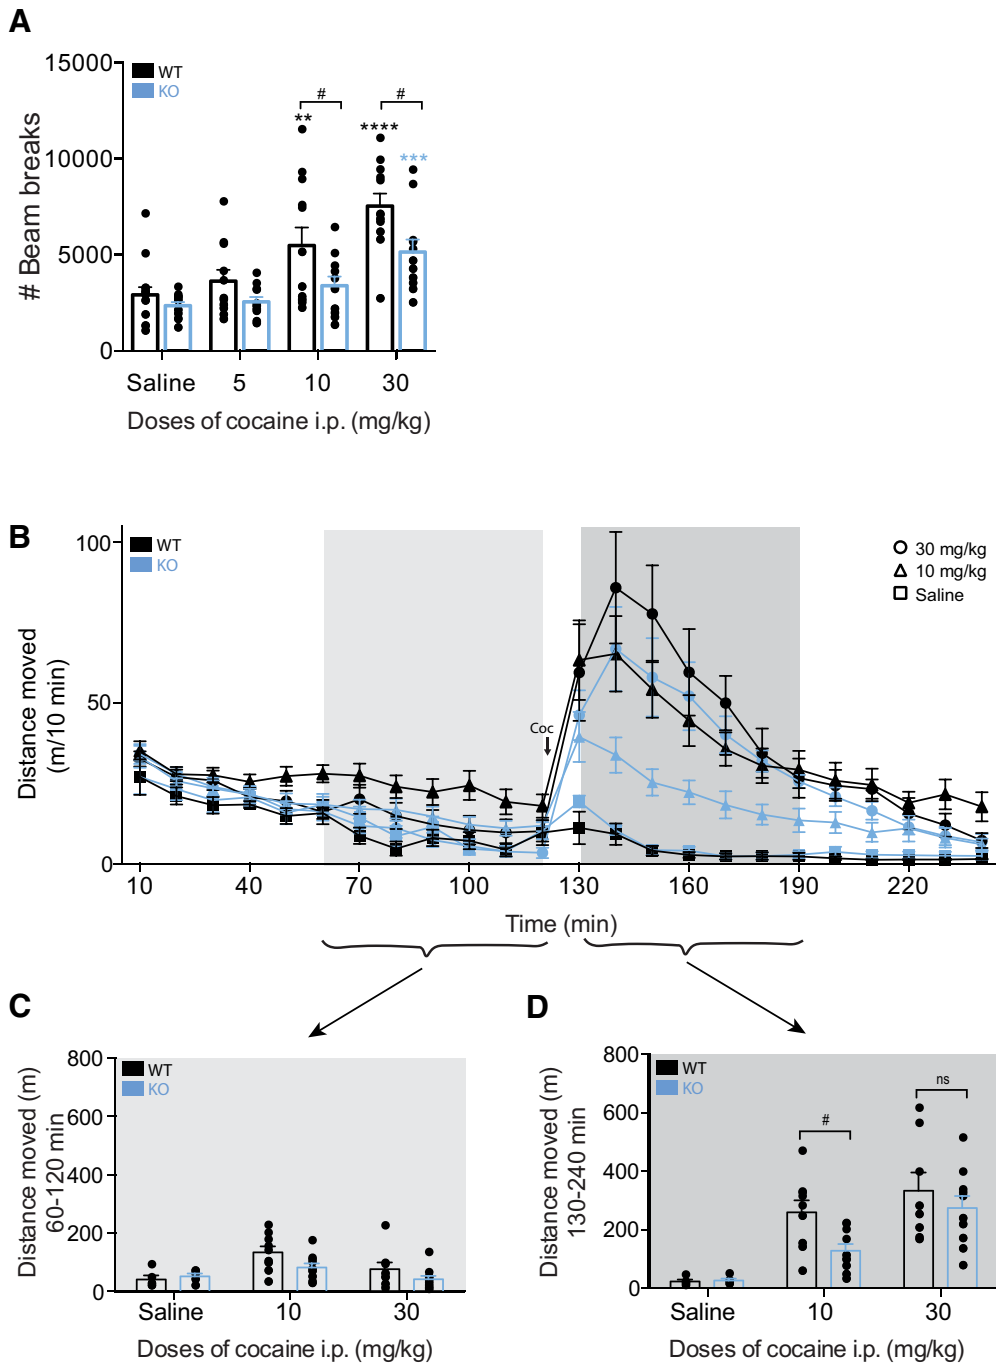 A
15000
10000
5000
0
# Beam breaks
WT
KO
#
#
**
****
***
Saline 5 10 30
Doses of cocaine i.p. (mg/kg)
B
100
50
0
Distance moved
(m/10 min)
WT
KO
30 mg/kg
10 mg/kg
Saline
Coc
10 40 70 100 130 160 190 220
Time (min)
C
800
600
400
200
0
Distance moved (m)
60-120 min
WT
KO
Saline 10 30
Doses of cocaine i.p. (mg/kg)
D
800
600
400
200
0
Distance moved (m)
130-240 min
WT
KO
#
ns
Saline 10 30
Doses of cocaine i.p. (mg/kg)